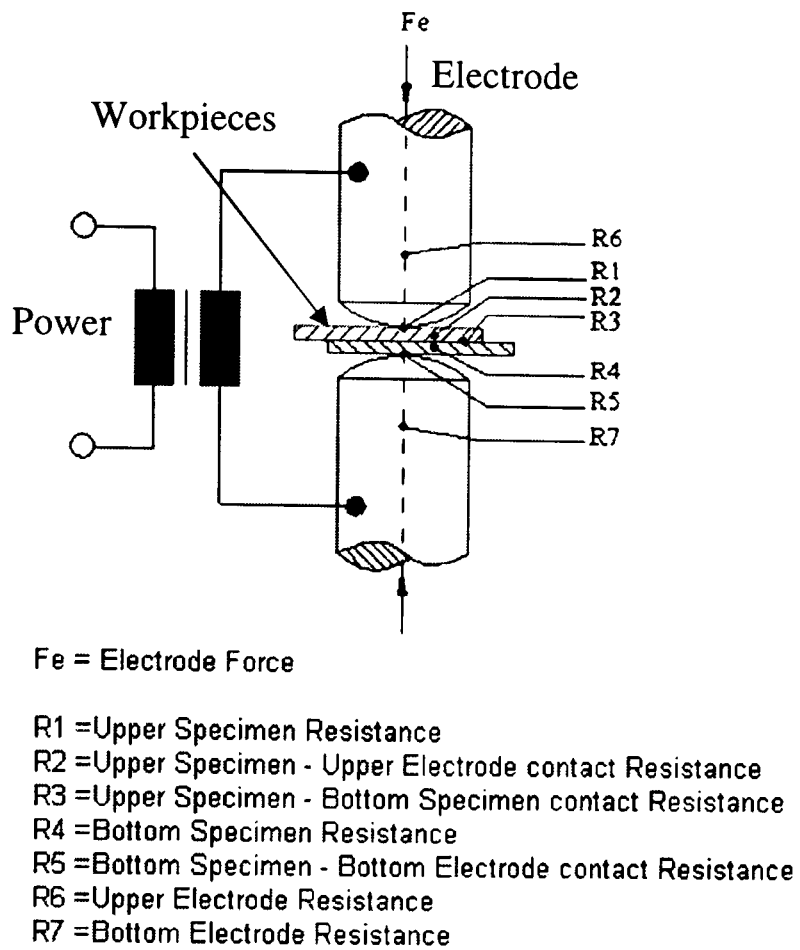 Fe
Electrode
Workpieces
R6
R1
R2
R3
Power
R4
R5
R7
Fe = Electrode Force
R1 =Upper Specimen Resistance
R2 =Upper Specimen - Upper Electrode contact Resistance
R3 =Upper Specimen - Bottom Specimen contact Resistance
R4 =Bottom Specimen Resistance
R5 =Bottom Specimen - Bottom Electrode contact Resistance
R6 =Upper Electrode Resistance
R7 =Bottom Electrode Resistance